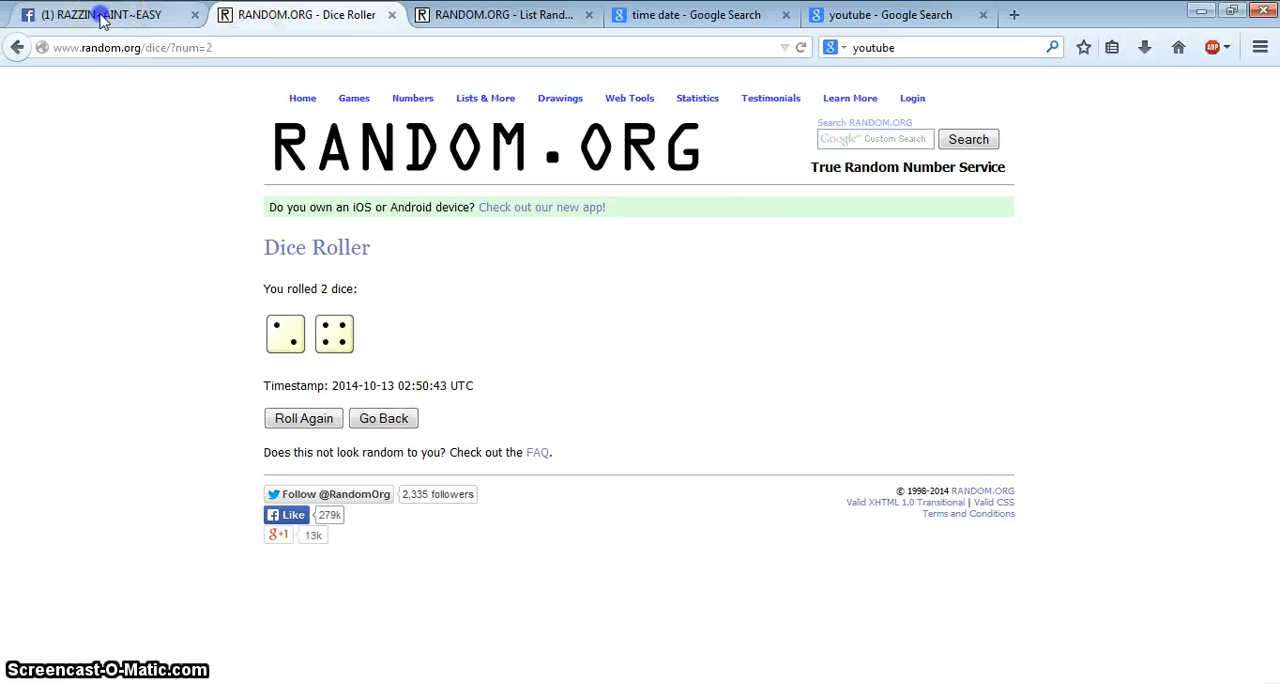 (1) RAZZIN~AINT~EASY
RANDOM.ORG - Dice Roller
RANDOM.ORG - List Rand...
time date - Google Search
youtube - Google Search
www.random.org/dice/?num=2
youtube
ABP
Home Games Numbers Lists & More Drawings Web Tools Statistics Testimonials Learn More Login
RANDOM.ORG
Search RANDOM.ORG
Google™ Custom Search Search
True Random Number Service
Do you own an iOS or Android device? Check out our new app!
Dice Roller
You rolled 2 dice:
Timestamp: 2014-10-13 02:50:43 UTC
Roll Again Go Back
Does this not look random to you? Check out the FAQ.
Follow @RandomOrg 2,335 followers
Like 279k
g+1 13k
© 1998-2014 RANDOM.ORG
Valid XHTML 1.0 Transitional | Valid CSS
Terms and Conditions
Screencast-O-Matic.com